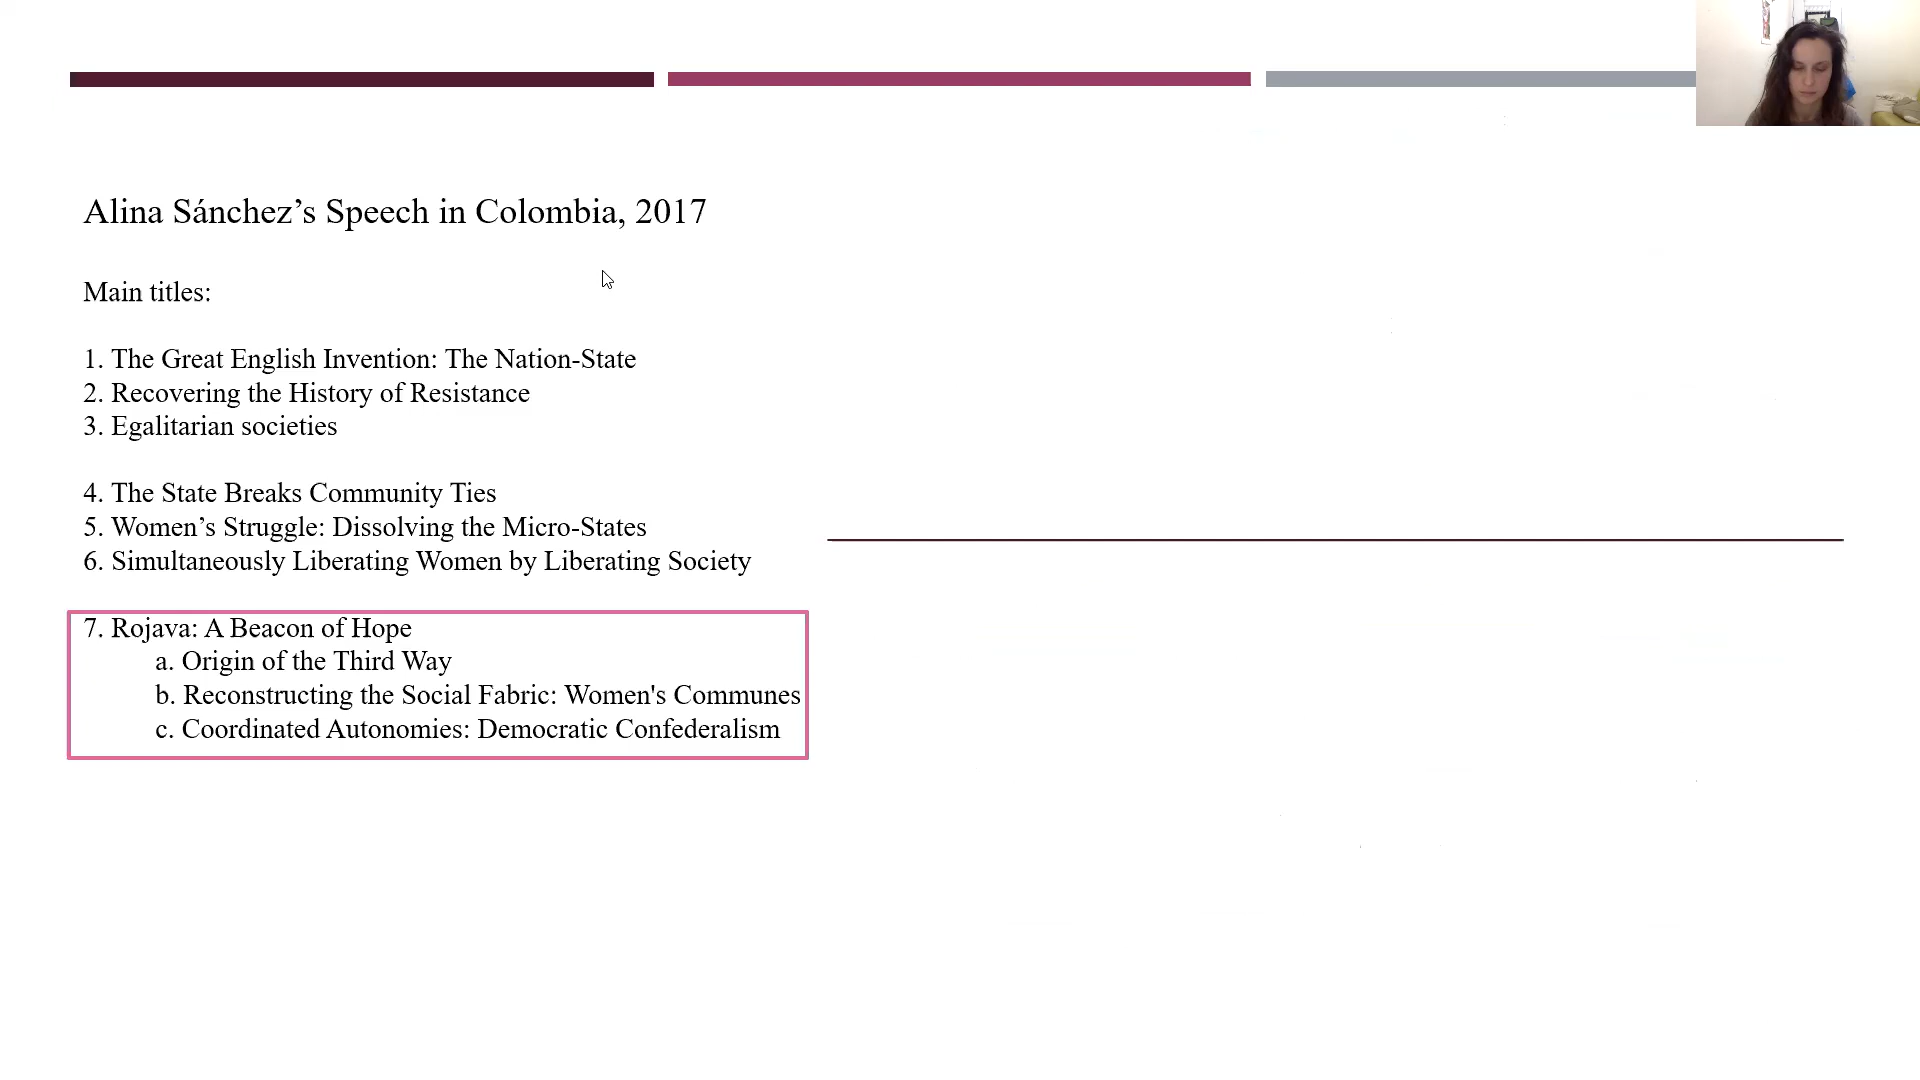 Alina Sánchez’s Speech in Colombia, 2017
Main titles:
1. The Great English Invention: The Nation-State
2. Recovering the History of Resistance
3. Egalitarian societies
4. The State Breaks Community Ties
5. Women’s Struggle: Dissolving the Micro-States
6. Simultaneously Liberating Women by Liberating Society
7. Rojava: A Beacon of Hope
a. Origin of the Third Way
b. Reconstructing the Social Fabric: Women's Communes
c. Coordinated Autonomies: Democratic Confederalism